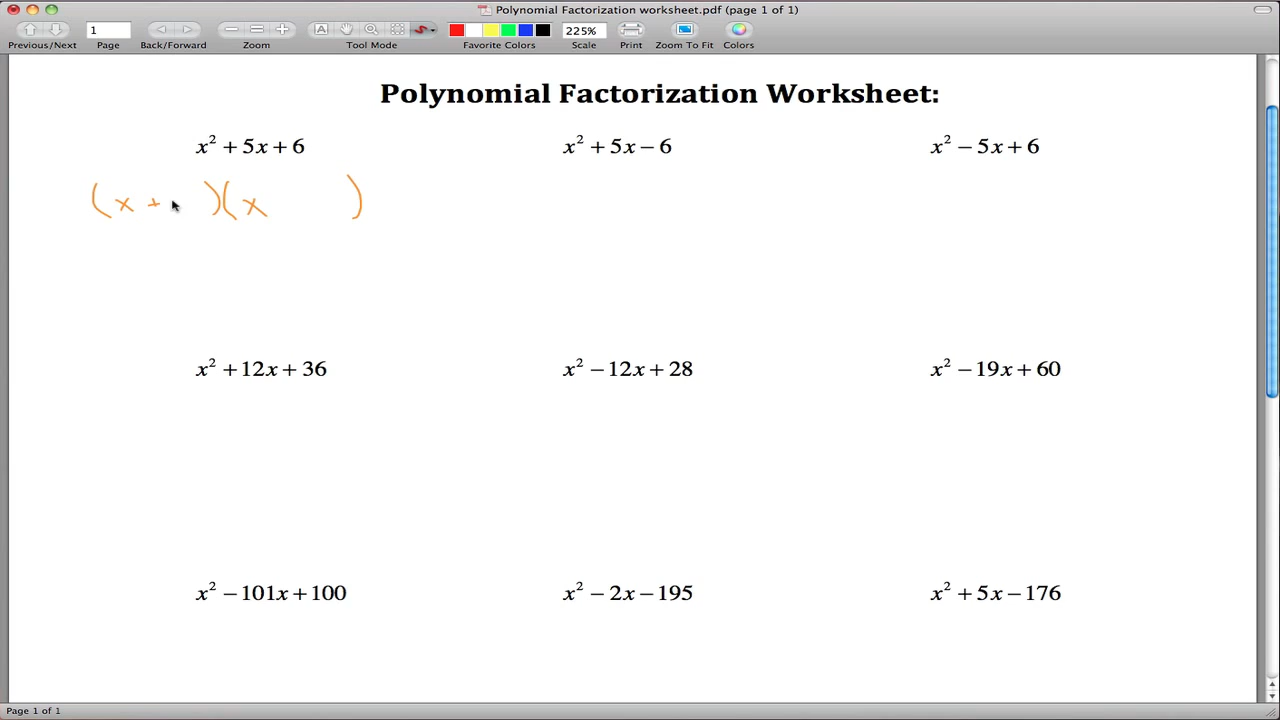 Polynomial Factorization worksheet.pdf (page 1 of 1)
1 A 225%
Previous/Next Page Back/Forward Zoom Tool Mode Favorite Colors Scale Print Zoom To Fit Colors
Polynomial Factorization Worksheet:
x² + 5x + 6 x² + 5x − 6 x² − 5x + 6
(x + )(x )
x² + 12x + 36 x² − 12x + 28 x² − 19x + 60
x² − 101x + 100 x² − 2x − 195 x² + 5x − 176
Page 1 of 1